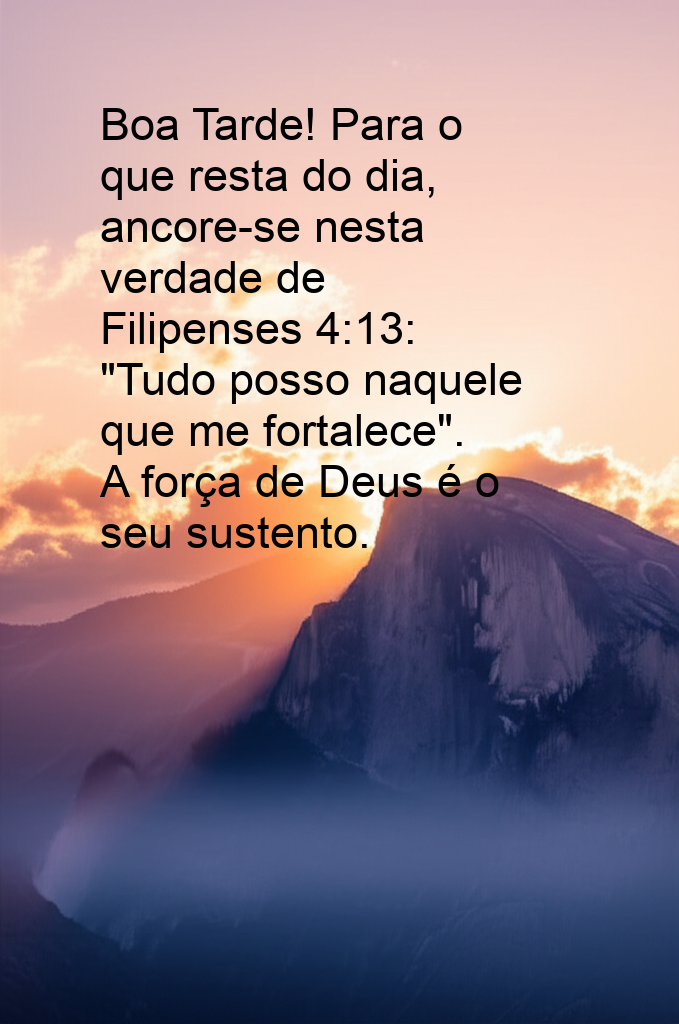 Boa Tarde! Para o
que resta do dia,
ancore-se nesta
verdade de
Filipenses 4:13:
"Tudo posso naquele
que me fortalece".
A força de Deus é o
seu sustento.